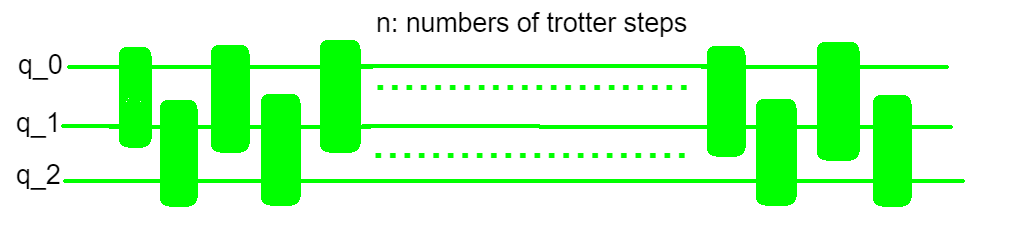 n: numbers of trotter steps
q_0
q_1
q_2